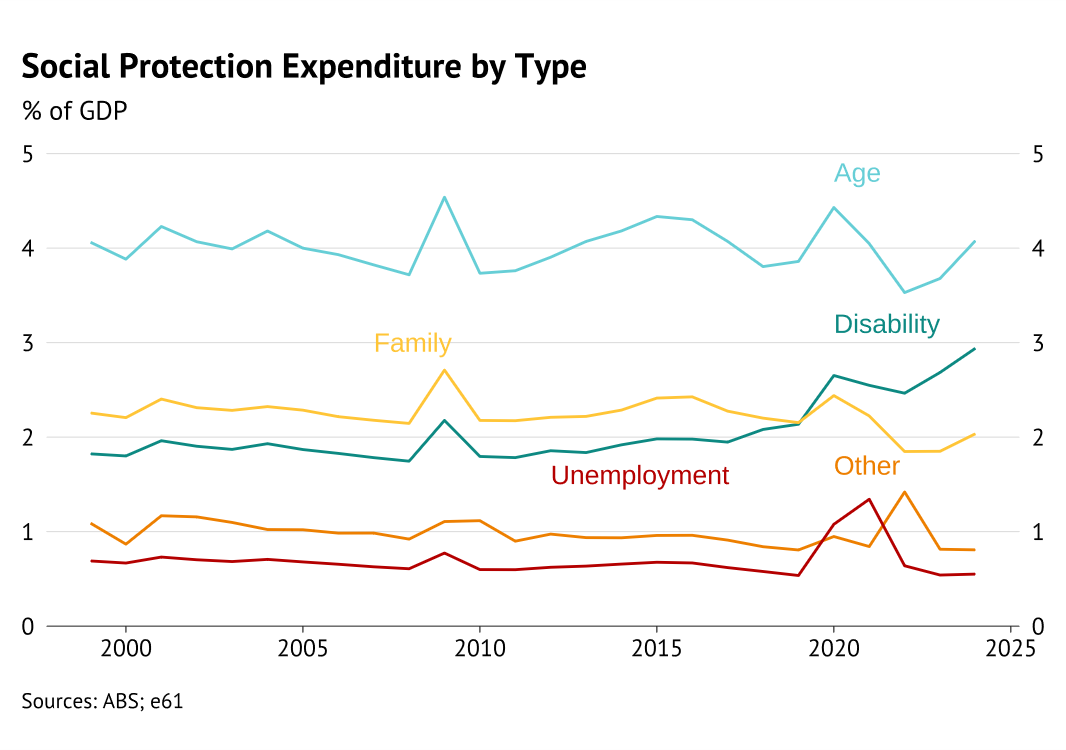 Social Protection Expenditure by Type
% of GDP
5 5
Age
4 4
Disability
3 Family 3
2 2
Unemployment Other
1 1
0 0
2000 2005 2010 2015 2020 2025
Sources: ABS; e61